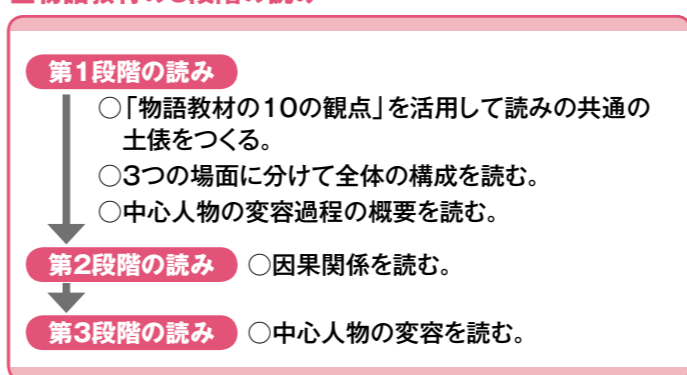 第1段階の読み
○「物語教材の10の観点」を活用して読みの共通の
土俵をつくる。
○3つの場面に分けて全体の構成を読む。
○中心人物の変容過程の概要を読む。
第2段階の読み ○因果関係を読む。
第3段階の読み ○中心人物の変容を読む。